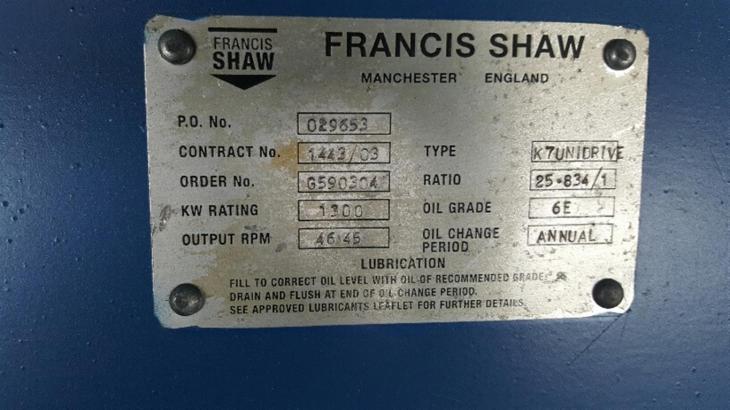 FRANCIS SHAW
FRANCIS SHAW
MANCHESTER ENGLAND
P.O. No. 029653
CONTRACT No. 1443/03 TYPE K7UNIDRIVE
ORDER No. G590304 RATIO 25.834/1
KW RATING 1300 OIL GRADE 6E
OUTPUT RPM 46.45 OIL CHANGE PERIOD ANNUAL
LUBRICATION
FILL TO CORRECT OIL LEVEL WITH OIL OF RECOMMENDED GRADE.
DRAIN AND FLUSH AT END OF OIL CHANGE PERIOD.
SEE APPROVED LUBRICANTS LEAFLET FOR FURTHER DETAILS.